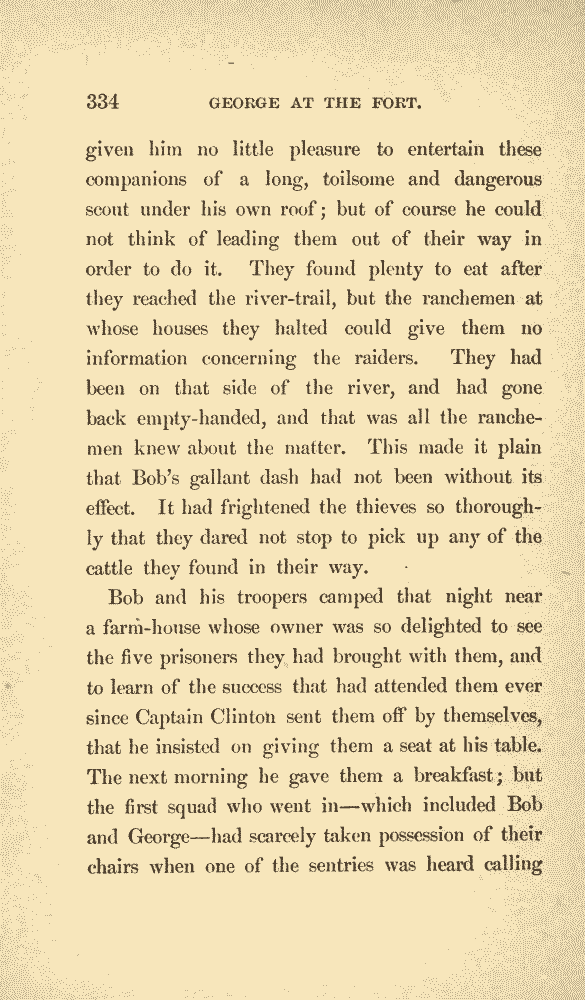 334 GEORGE AT THE FORT.
given him no little pleasure to entertain these
companions of a long, toilsome and dangerous
scout under his own roof; but of course he could
not think of leading them out of their way in
order to do it. They found plenty to eat after
they reached the river-trail, but the ranchemen at
whose houses they halted could give them no
information concerning the raiders. They had
been on that side of the river, and had gone
back empty-handed, and that was all the ranche-
men knew about the matter. This made it plain
that Bob's gallant dash had not been without its
effect. It had frightened the thieves so thorough-
ly that they dared not stop to pick up any of the
cattle they found in their way.
Bob and his troopers camped that night near
a farm-house whose owner was so delighted to see
the five prisoners they had brought with them, and
to learn of the success that had attended them ever
since Captain Clinton sent them off by themselves,
that he insisted on giving them a seat at his table.
The next morning he gave them a breakfast; but
the first squad who went in—which included Bob
and George—had scarcely taken possession of their
chairs when one of the sentries was heard calling